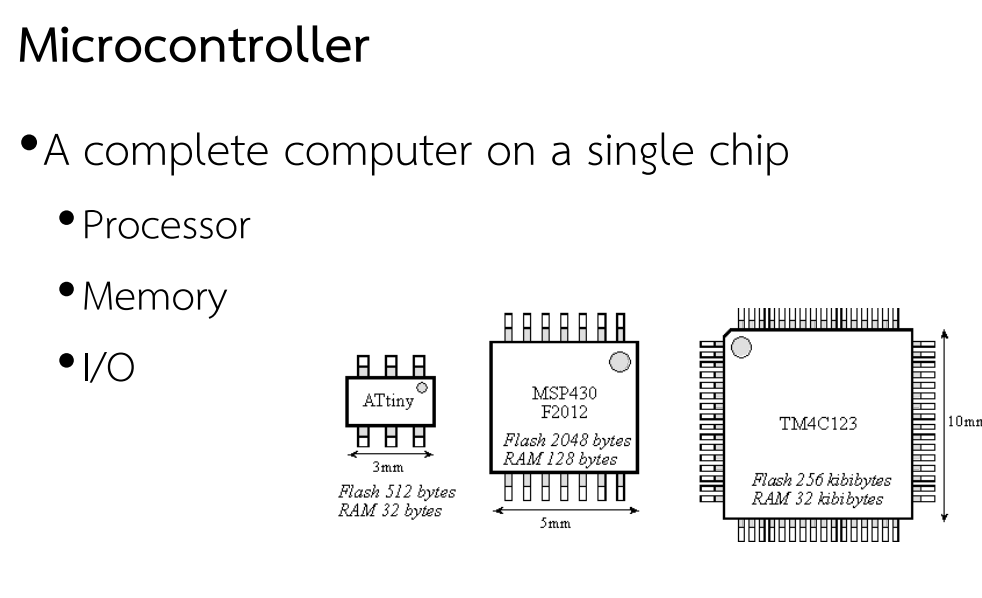 Microcontroller
•A complete computer on a single chip
•Processor
•Memory
•I/O
ATtiny
3mm
Flash 512 bytes
RAM 32 bytes
MSP430
F2012
Flash 2048 bytes
RAM 128 bytes
5mm
TM4C123
Flash 256 kibibytes
RAM 32 kibibytes
10mm